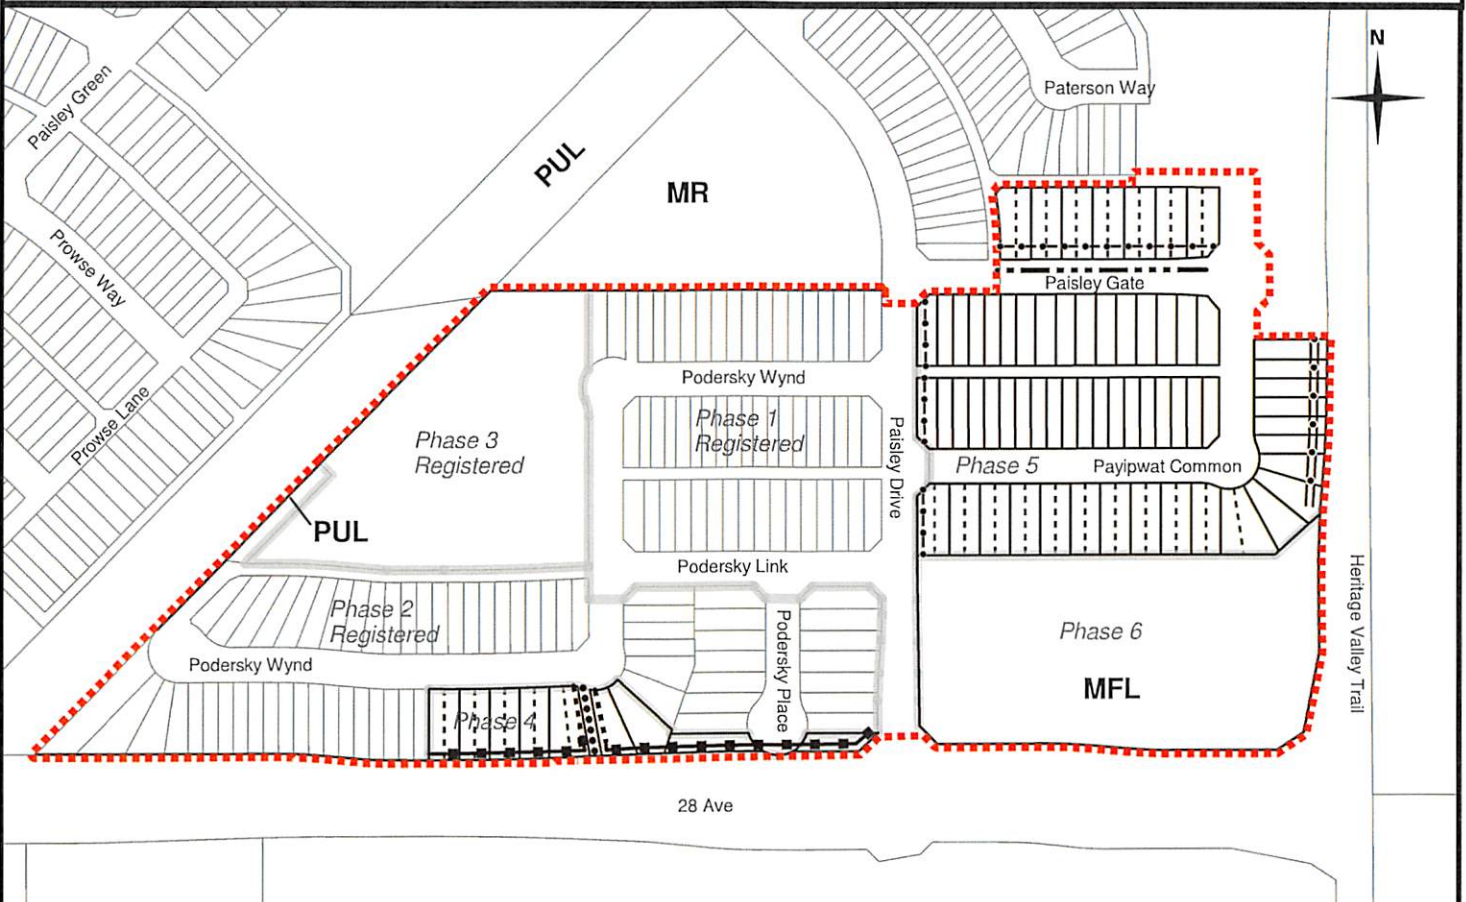 N
Paterson Way
Paisley Green
PUL
MR
Prowse Way
Paisley Gate
Podersky Wynd
Prowse Lane
Phase 1
Registered
Phase 3
Registered
Paisley Drive
Phase 5
Payipwat Common
PUL
Podersky Link
Heritage Valley Trail
Phase 2
Registered
Podersky Place
Phase 6
Podersky Wynd
MFL
Phase 4
28 Ave